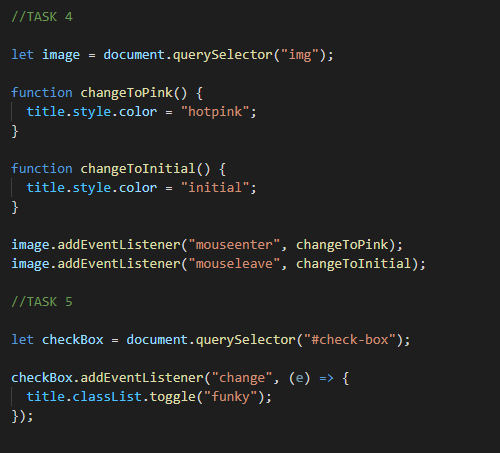 //TASK 4
let image = document.querySelector("img");
function changeToPink() {
title.style.color = "hotpink";
}
function changeToInitial() {
title.style.color = "initial";
}
image.addEventListener("mouseenter", changeToPink);
image.addEventListener("mouseleave", changeToInitial);
//TASK 5
let checkBox = document.querySelector("#check-box");
checkBox.addEventListener("change", (e) => {
title.classList.toggle("funky");
});